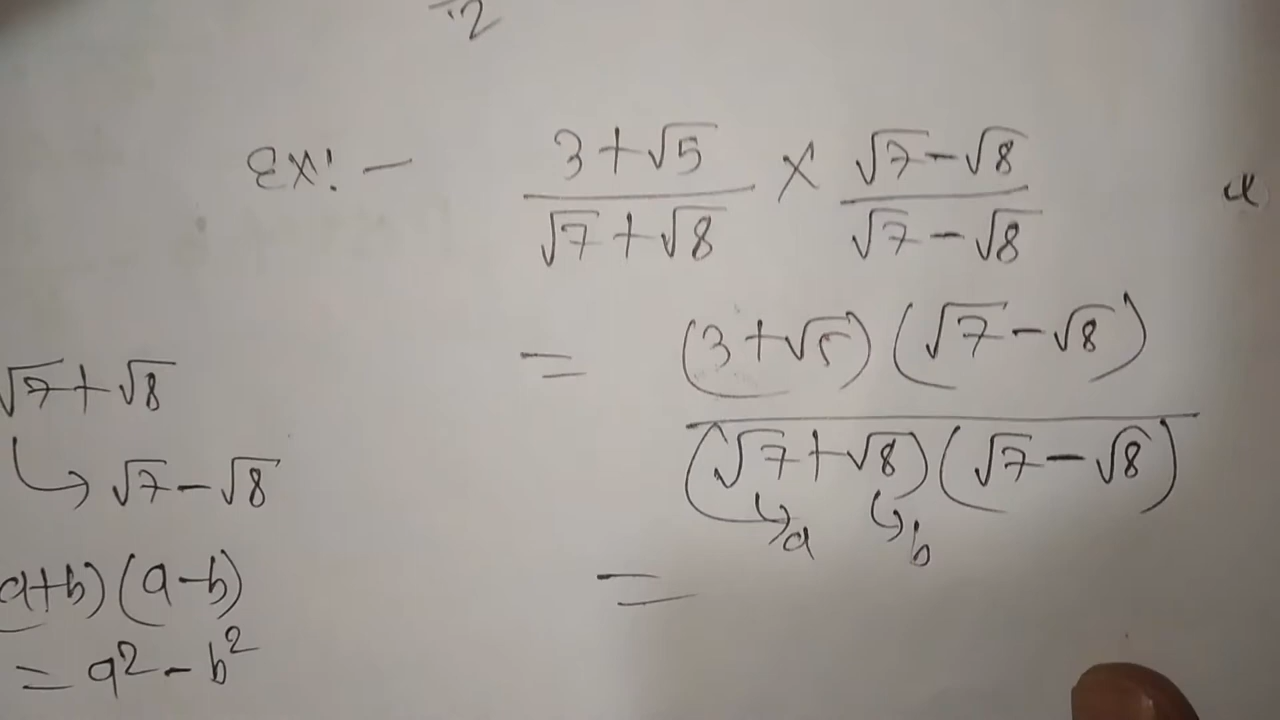 2
Ex:- (3+√5)/(√7+√8) × (√7-√8)/(√7-√8)
= (3+√5)(√7-√8)/(√7+√8)(√7-√8)
↳a ↳b
=
√7+√8
↳ √7-√8
a+b)(a-b)
= a²-b²